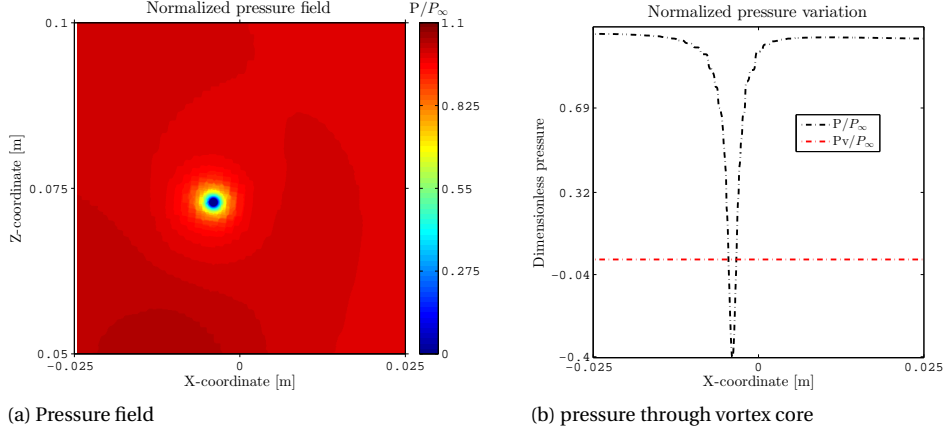 Normalized pressure field
P/P∞
0.1
0.075
0.05
Z-coordinate [m]
-0.025
0
0.025
X-coordinate [m]
1.1
0.825
0.55
0.275
0
(a) Pressure field
Normalized pressure variation
0.69
0.32
-0.04
-0.4
Dimensionless pressure
P/P∞
Pv/P∞
-0.025
0
0.025
X-coordinate [m]
(b) pressure through vortex core